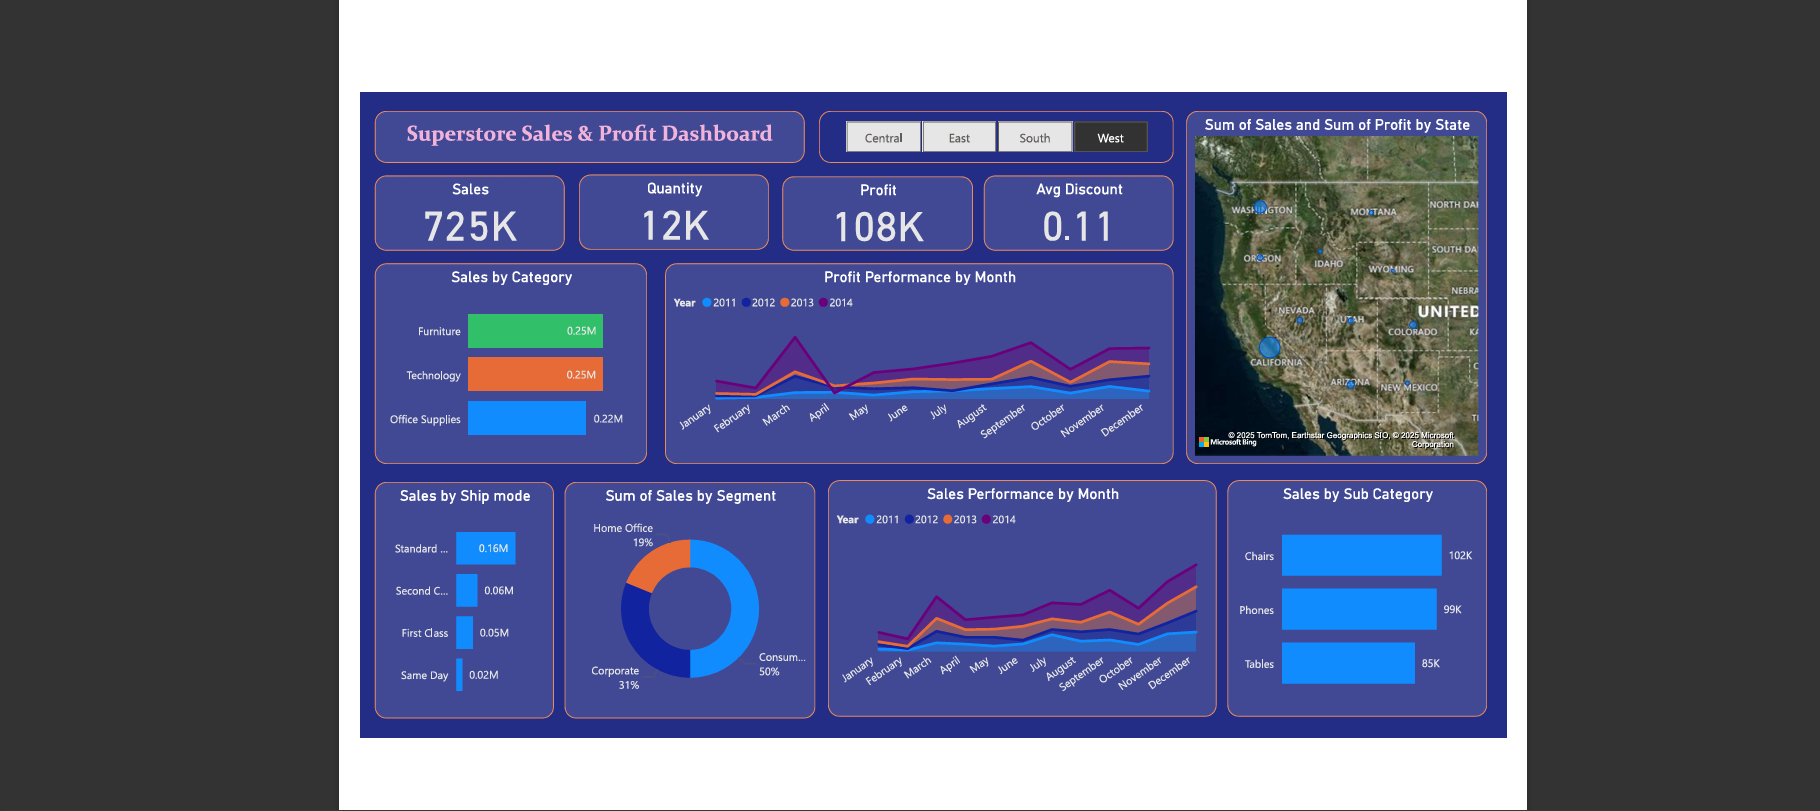 Superstore Sales & Profit Dashboard
Central
East
South
West
Sales
725K
Quantity
12K
Profit
108K
Avg Discount
0.11
Sum of Sales and Sum of Profit by State
WASHINGTON
MONTANA
NORTH DA
OREGON
IDAHO
SOUTH DA
WYOMING
NEBRA
NEVADA
UTAH
UNITED
COLORADO
KA
CALIFORNIA
ARIZONA
NEW MEXICO
Microsoft Bing
© 2025 TomTom, Earthstar Geographics SIO, © 2025 Microsoft
Corporation
Sales by Category
Furniture
0.25M
Technology
0.25M
Office Supplies
0.22M
Profit Performance by Month
Year 2011 2012 2013 2014
January
February
March
April
May
June
July
August
September
October
November
December
Sales by Ship mode
Standard ...
0.16M
Second C...
0.06M
First Class
0.05M
Same Day
0.02M
Sum of Sales by Segment
Home Office
19%
Corporate
31%
Consum...
50%
Sales Performance by Month
Year 2011 2012 2013 2014
January
February
March
April
May
June
July
August
September
October
November
December
Sales by Sub Category
Chairs
102K
Phones
99K
Tables
85K